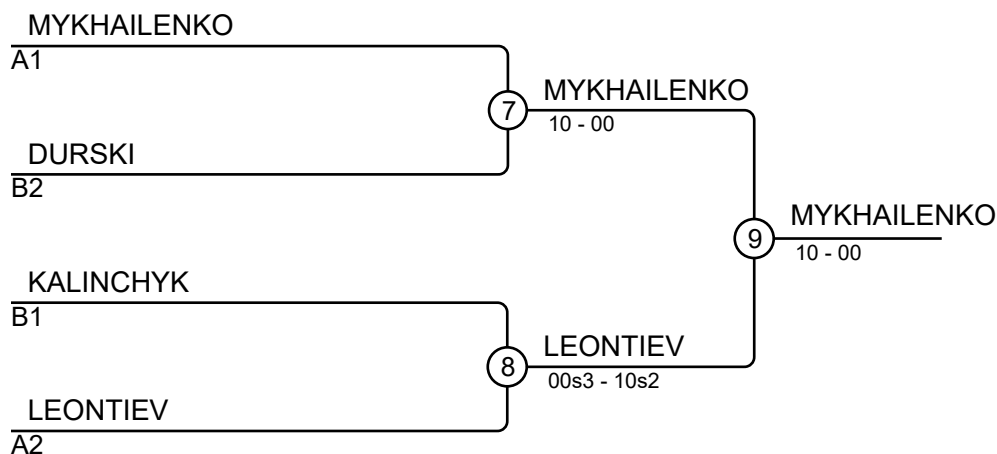 MYKHAILENKO
A1
7
MYKHAILENKO
10 - 00
DURSKI
B2
9
MYKHAILENKO
10 - 00
KALINCHYK
B1
8
LEONTIEV
00s3 - 10s2
LEONTIEV
A2